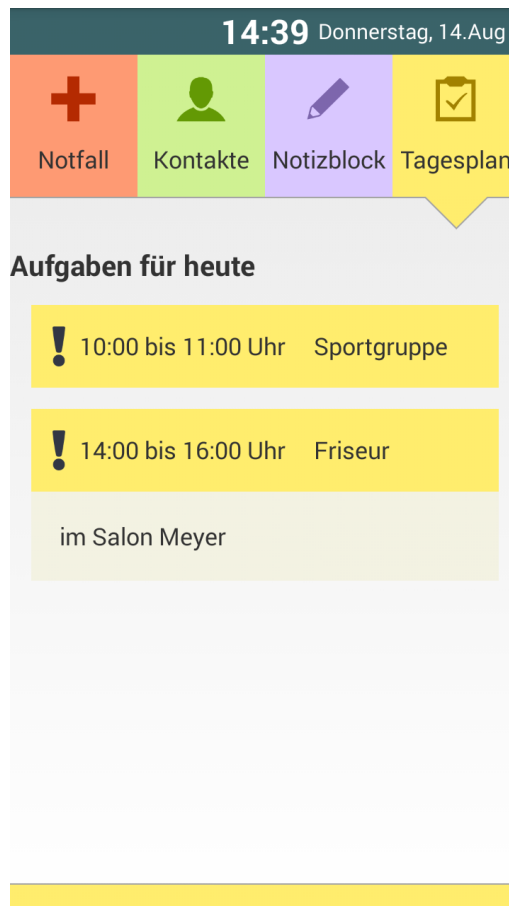 14:39 Donnerstag, 14.Aug
Notfall Kontakte Notizblock Tagesplan
Aufgaben für heute
10:00 bis 11:00 Uhr Sportgruppe
14:00 bis 16:00 Uhr Friseur
im Salon Meyer